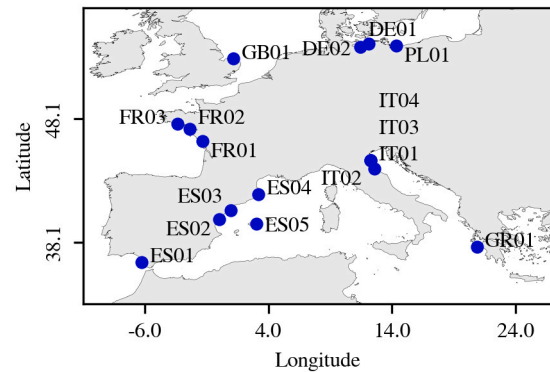 DE01
GB01
DE02
PL01
IT04
FR03
FR02
48.1
IT03
FR01
IT01
IT02
ES04
ES03
ES02
ES05
38.1
GR01
ES01
Latitude
-6.0
4.0
14.0
24.0
Longitude